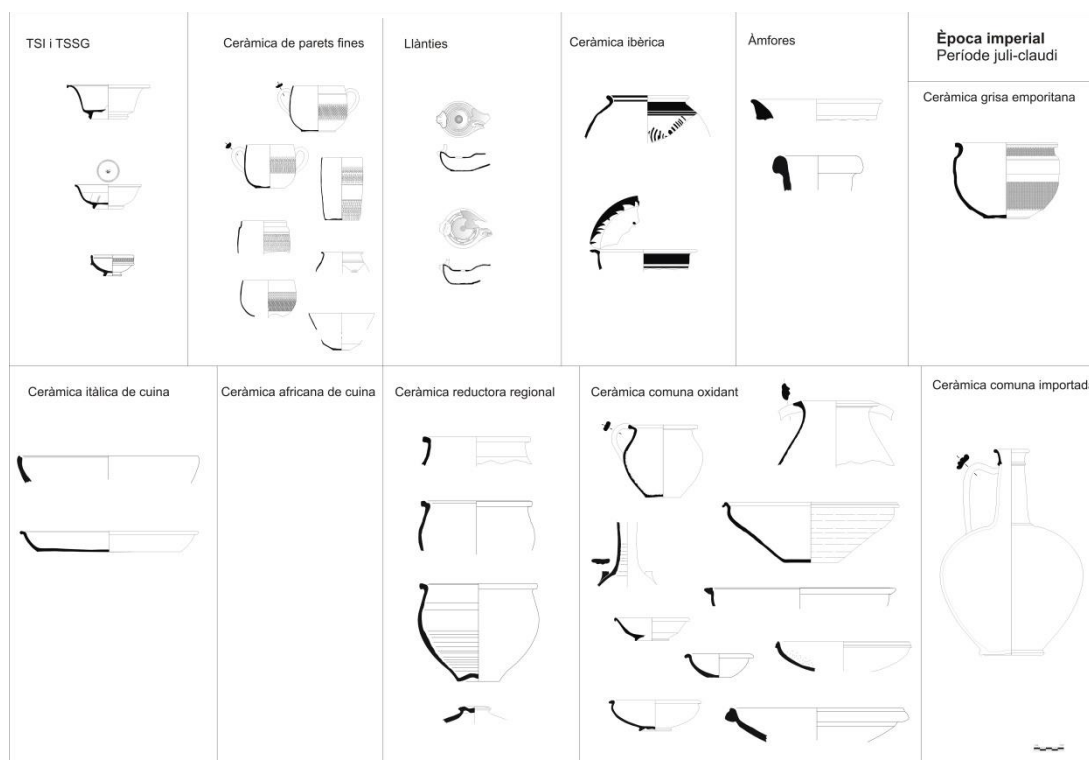 TSI i TSSG
Ceràmica de parets fines
Llànties
Ceràmica ibèrica
Àmfores
Època imperial
Període juli-claudi
Ceràmica grisa emporitana
Ceràmica itàlica de cuina
Ceràmica africana de cuina
Ceràmica reductora regional
Ceràmica comuna oxidant
Ceràmica comuna importada